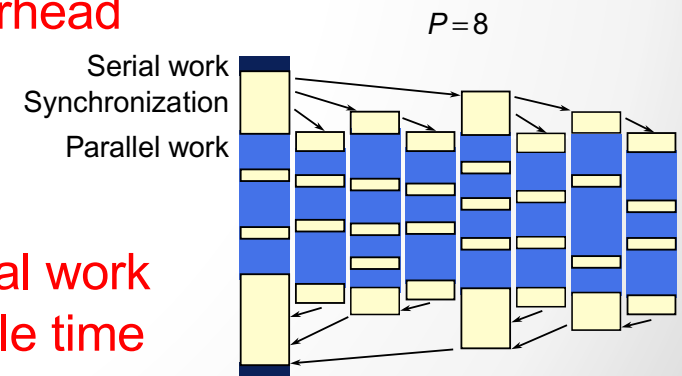 rhead
P=8
Serial work
Synchronization
Parallel work
al work
le time